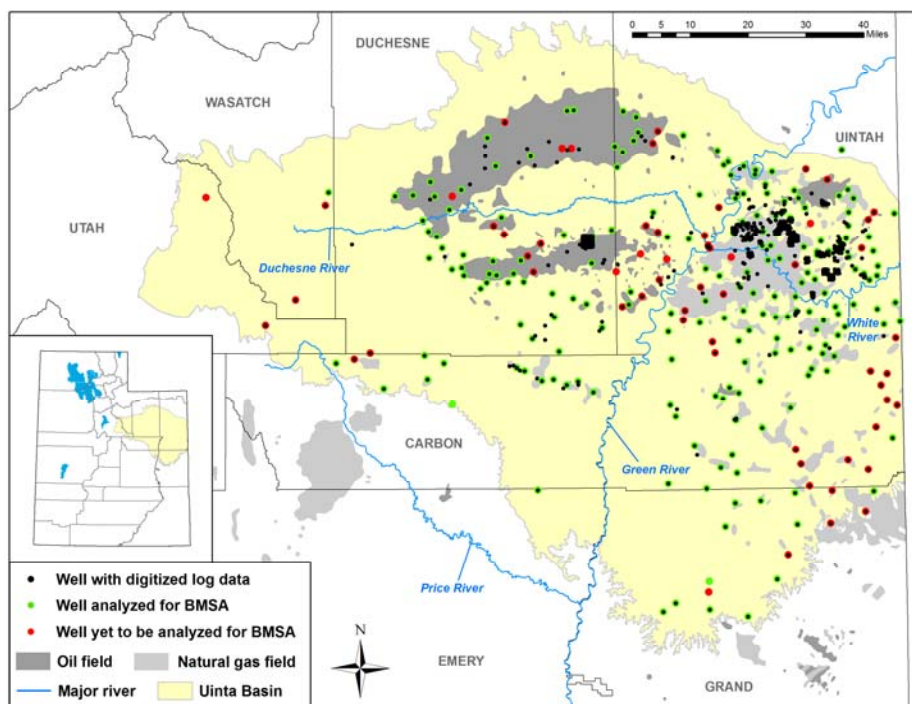 0 5 10 20 30 40
Miles
DUCHESNE
WASATCH
UINTAH
UTAH
Duchesne River
White
River
CARBON
Green River
Price River
EMERY
GRAND
N
Well with digitized log data
Well analyzed for BMSA
Well yet to be analyzed for BMSA
Oil field
Natural gas field
Major river
Uinta Basin